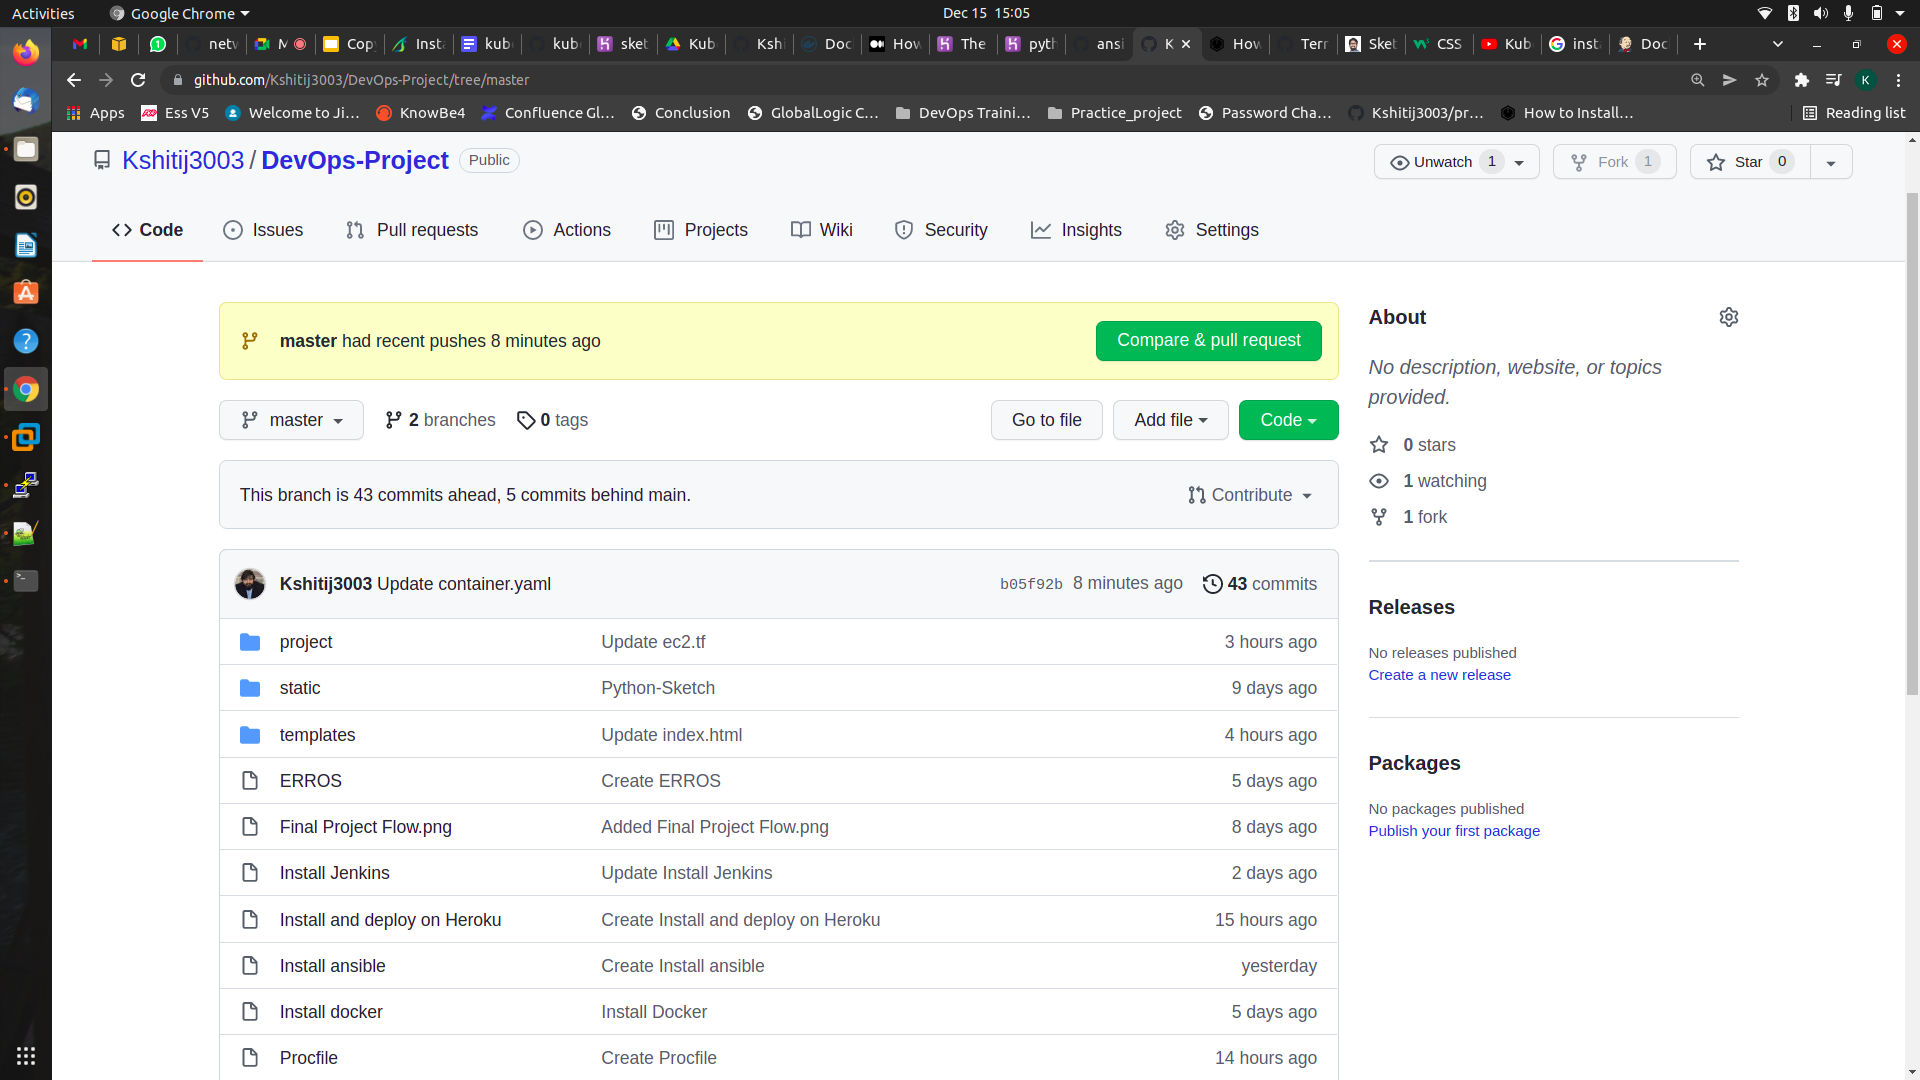 Activities Google Chrome Dec 15 15:05
netw M Cop Inst kub kub sket Kub Kshi Doc How The pyth ansi K How Terr Sket CSS Kub inst Doc
github.com/Kshitij3003/DevOps-Project/tree/master K
Apps Ess V5 Welcome to Ji… KnowBe4 Confluence Gl… Conclusion GlobalLogic C… DevOps Traini… Practice_project Password Cha… Kshitij3003/pr… How to Install… Reading list
Kshitij3003 / DevOps-Project Public Unwatch 1 Fork 1 Star 0
Code Issues Pull requests Actions Projects Wiki Security Insights Settings
master had recent pushes 8 minutes ago Compare & pull request
master 2 branches 0 tags Go to file Add file Code
This branch is 43 commits ahead, 5 commits behind main. Contribute
Kshitij3003 Update container.yaml b05f92b 8 minutes ago 43 commits
project Update ec2.tf 3 hours ago
static Python-Sketch 9 days ago
templates Update index.html 4 hours ago
ERROS Create ERROS 5 days ago
Final Project Flow.png Added Final Project Flow.png 8 days ago
Install Jenkins Update Install Jenkins 2 days ago
Install and deploy on Heroku Create Install and deploy on Heroku 15 hours ago
Install ansible Create Install ansible yesterday
Install docker Install Docker 5 days ago
Procfile Create Procfile 14 hours ago
About
No description, website, or topics
provided.
0 stars
1 watching
1 fork
Releases
No releases published
Create a new release
Packages
No packages published
Publish your first package